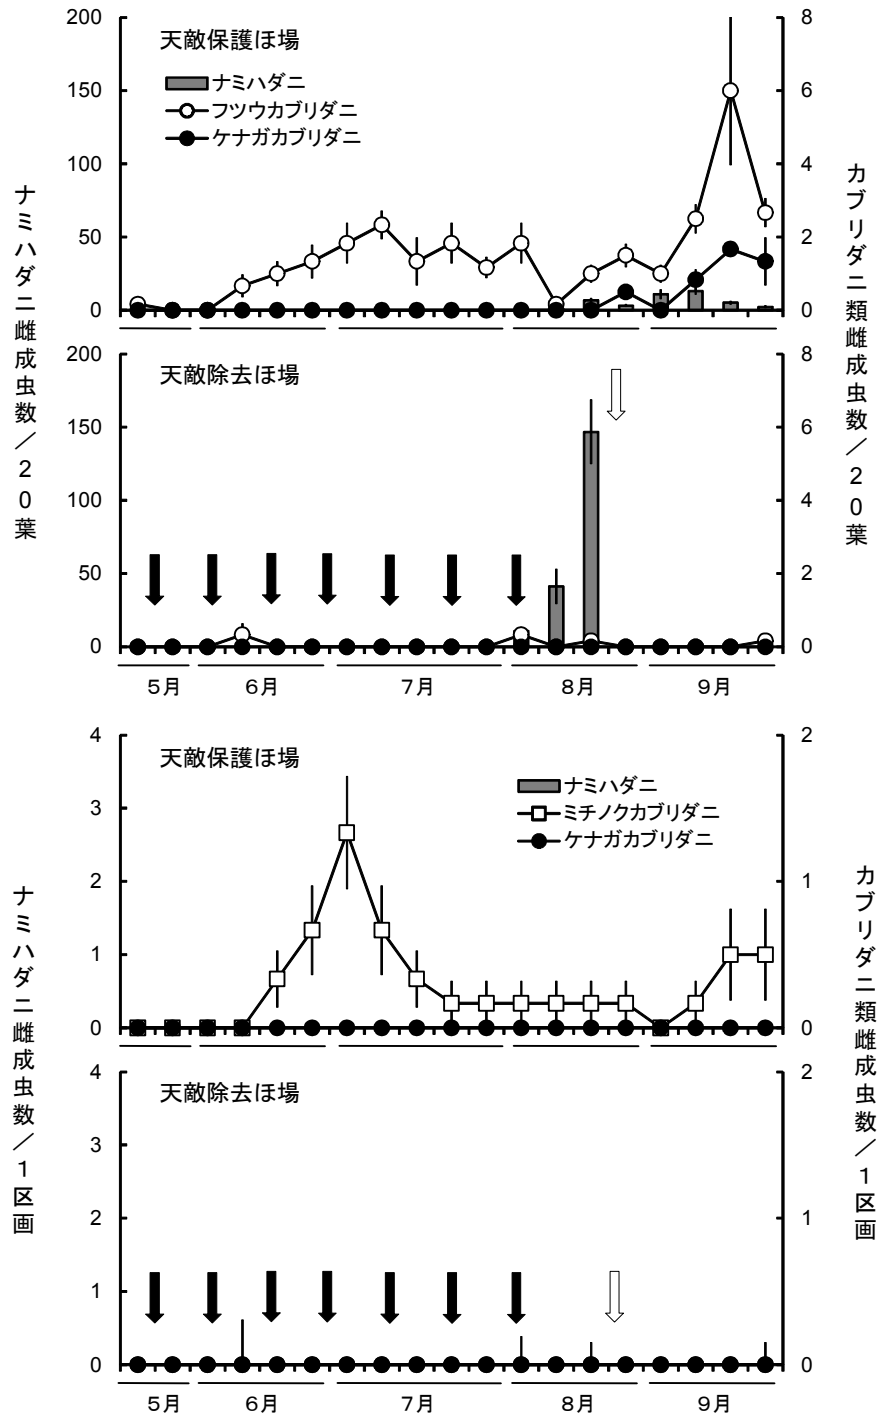 ナミハダニ雌成虫数／２０葉
200
150
100
50
0
天敵保護ほ場
ナミハダニ
フツウカブリダニ
ケナガカブリダニ
8
6
4
2
0
カブリダニ類雌成虫数／２０葉
200
150
100
50
0
天敵除去ほ場
8
6
4
2
0
5月 6月 7月 8月 9月
ナミハダニ雌成虫数／１区画
4
3
2
1
0
天敵保護ほ場
ナミハダニ
ミチノクカブリダニ
ケナガカブリダニ
2
1
0
カブリダニ類雌成虫数／１区画
4
3
2
1
0
天敵除去ほ場
2
1
0
5月 6月 7月 8月 9月